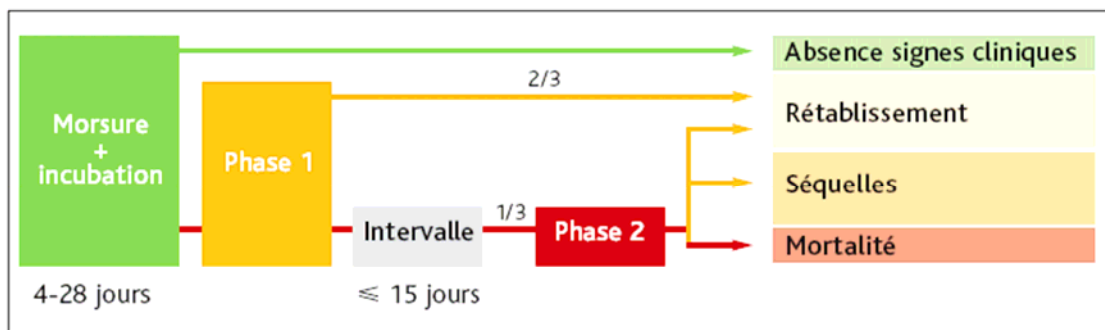 Absence signes cliniques
2/3
Morsure
+
incubation
Phase 1
Rétablissement
Séquelles
1/3
Intervalle
Phase 2
Mortalité
4-28 jours
⩽ 15 jours